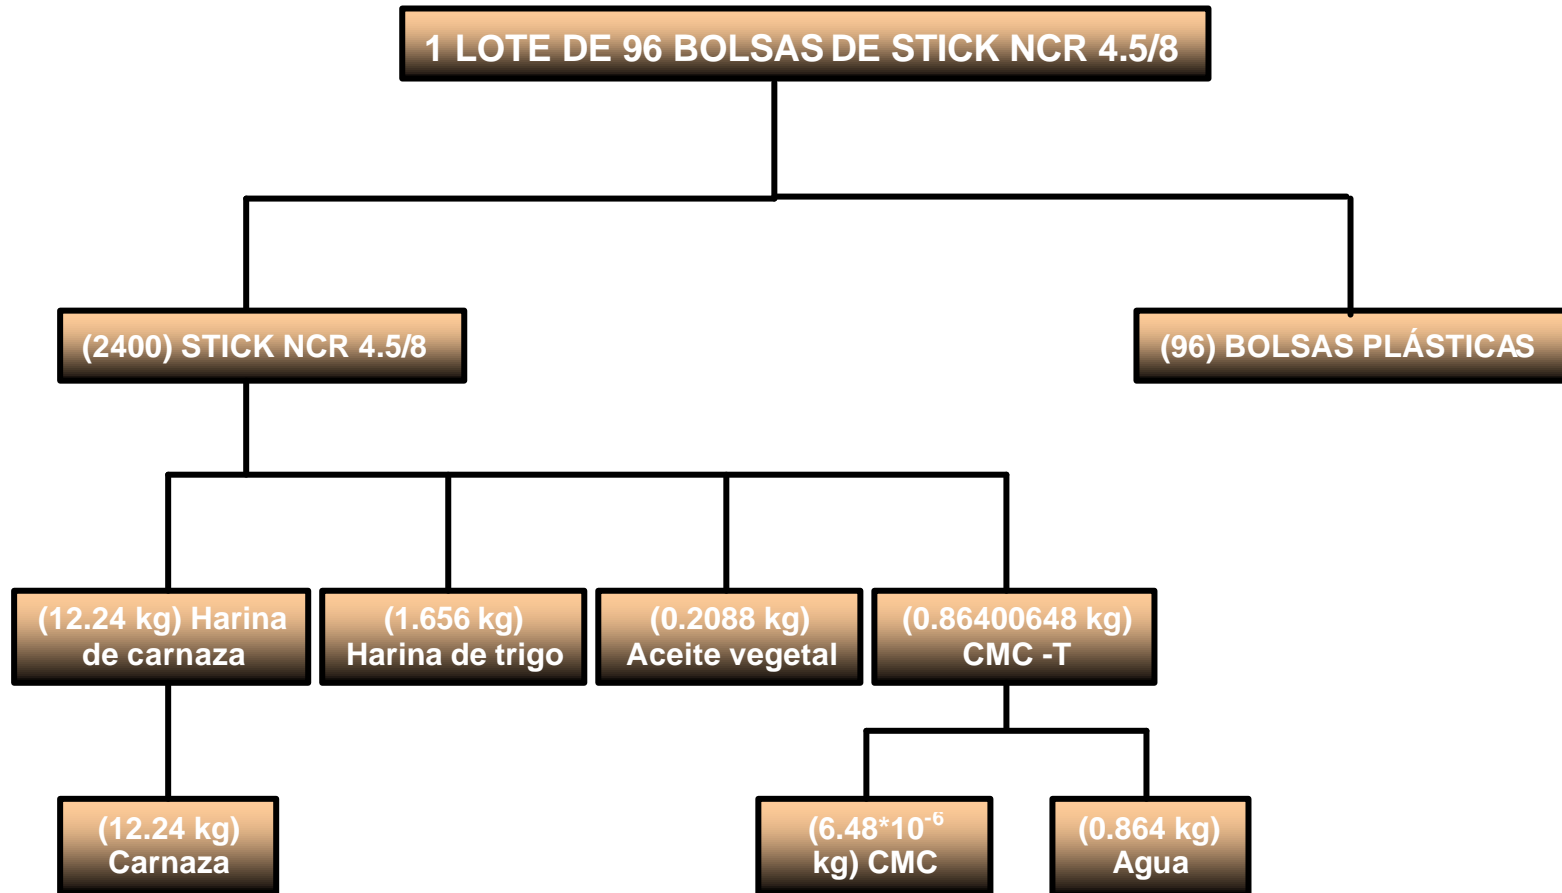 1 LOTE DE 96 BOLSAS DE STICK NCR 4.5/8
(2400) STICK NCR 4.5/8
(96) BOLSAS PLÁSTICAS
(12.24 kg) Harina
de carnaza
(1.656 kg)
Harina de trigo
(0.2088 kg)
Aceite vegetal
(0.86400648 kg)
CMC -T
(12.24 kg)
Carnaza
(6.48*10⁻⁶
kg) CMC
(0.864 kg)
Agua